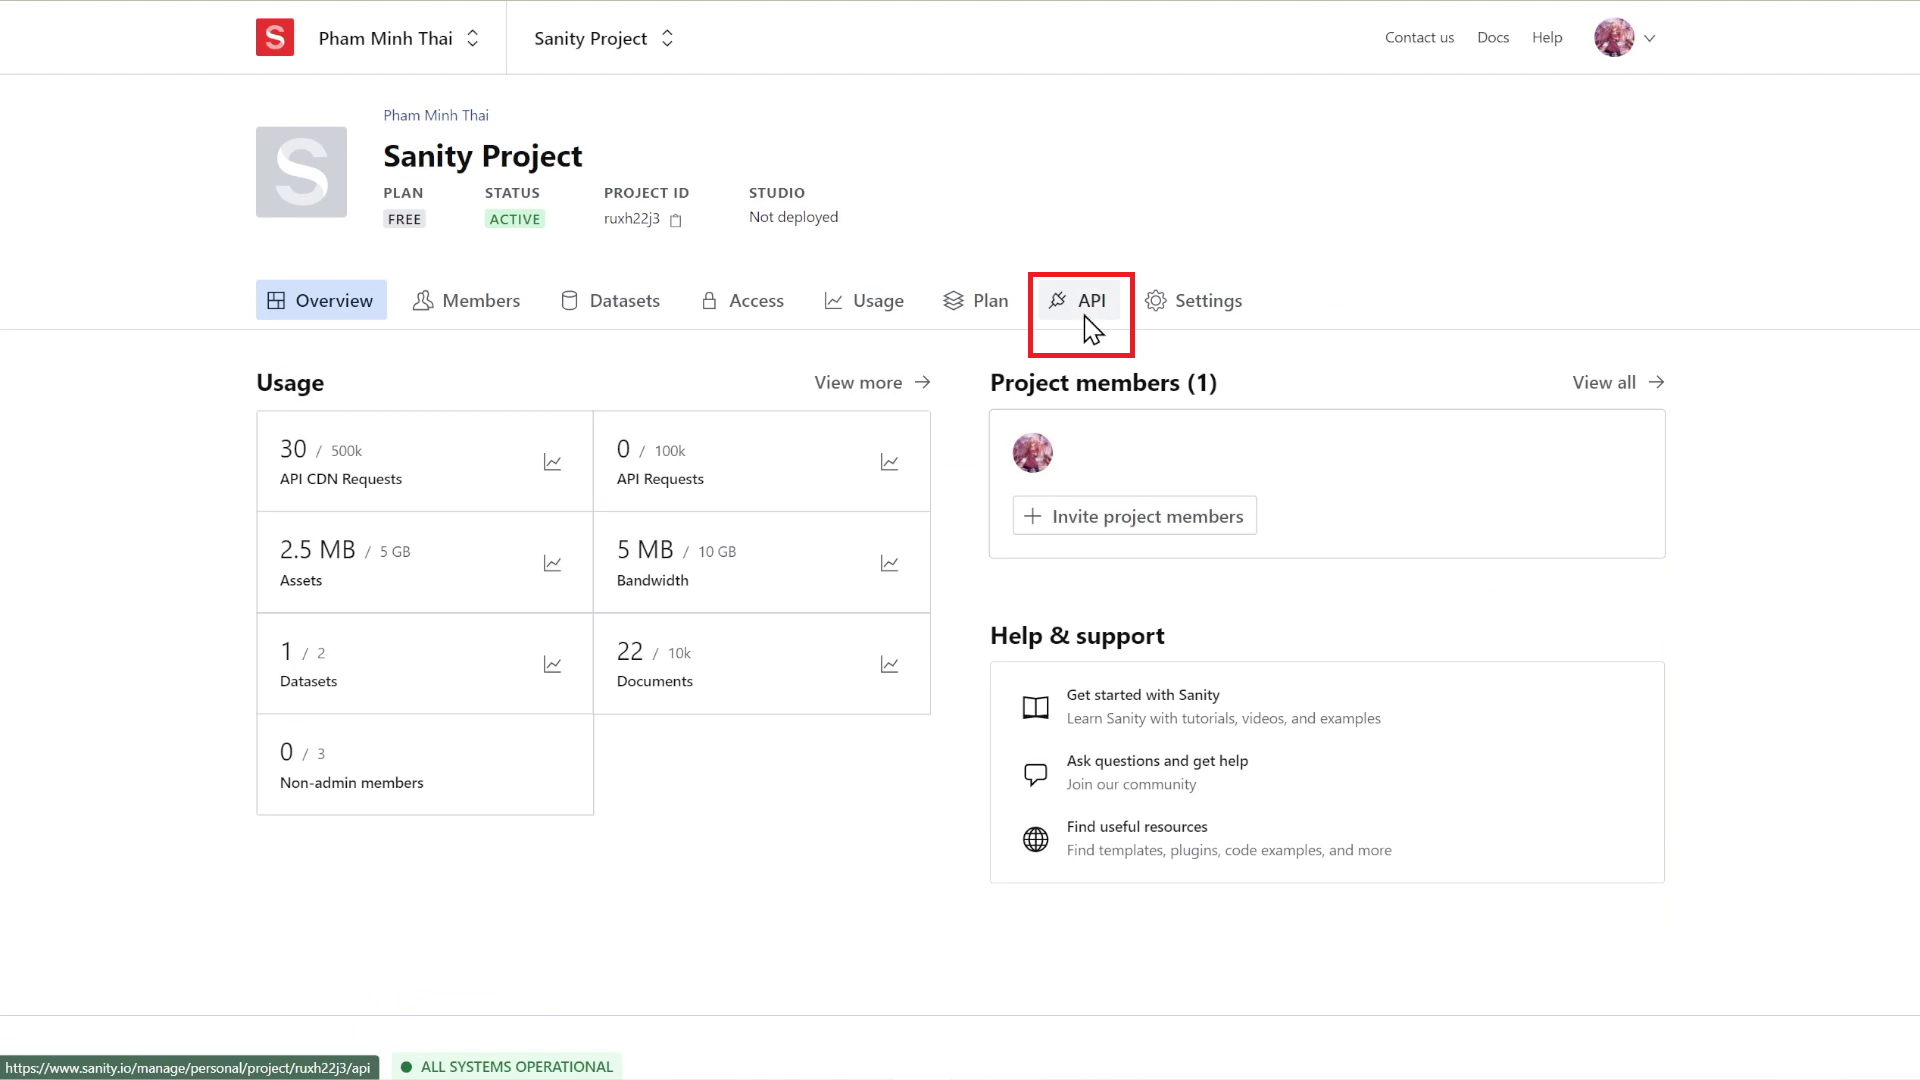 S Pham Minh Thai Sanity Project Contact us Docs Help
Pham Minh Thai
S
Sanity Project
PLAN STATUS PROJECT ID STUDIO
FREE ACTIVE ruxh22j3 Not deployed
Overview Members Datasets Access Usage Plan API Settings
Usage View more →
30 / 500k
API CDN Requests
0 / 100k
API Requests
2.5 MB / 5 GB
Assets
5 MB / 10 GB
Bandwidth
1 / 2
Datasets
22 / 10k
Documents
0 / 3
Non-admin members
Project members (1) View all →
+ Invite project members
Help & support
Get started with Sanity
Learn Sanity with tutorials, videos, and examples
Ask questions and get help
Join our community
Find useful resources
Find templates, plugins, code examples, and more
https://www.sanity.io/manage/personal/project/ruxh22j3/api ALL SYSTEMS OPERATIONAL